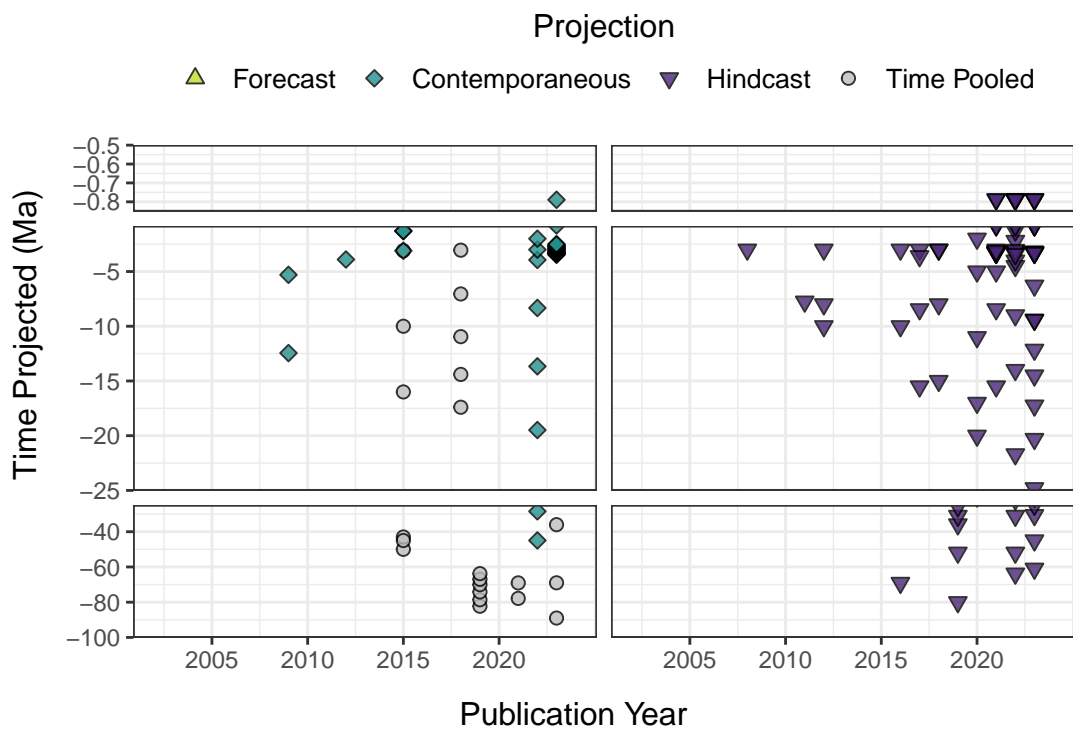 Projection
Forecast Contemporaneous Hindcast Time Pooled
Time Projected (Ma)
−0.5
−0.6
−0.7
−0.8
−5
−10
−15
−20
−25
−40
−60
−80
−100
2005 2010 2015 2020 2005 2010 2015 2020
Publication Year